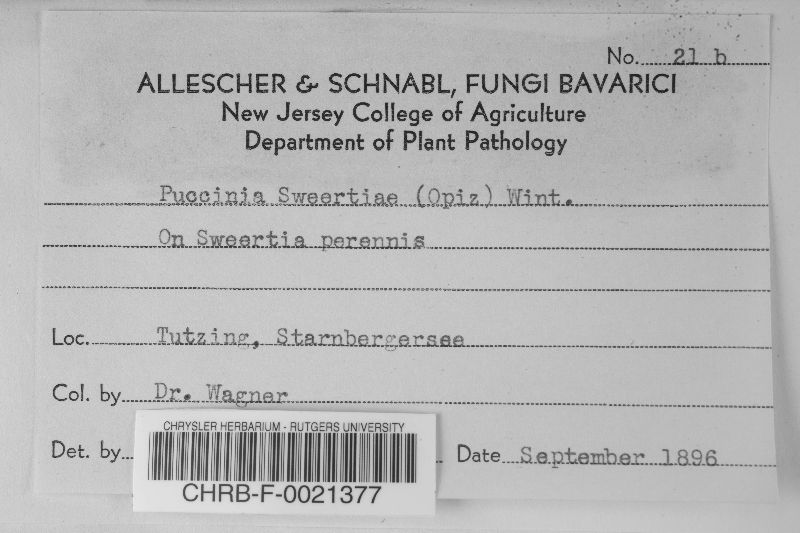 No. 21 b
ALLESCHER & SCHNABL, FUNGI BAVARICI
New Jersey College of Agriculture
Department of Plant Pathology
Puccinia Sweertiae (Opiz) Wint.
On Sweertia perennis
Loc. Tutzing, Starnbergersee
Col. by Dr. Wagner
Det. by
Date September 1896
CHRYSLER HERBARIUM - RUTGERS UNIVERSITY
CHRB-F-0021377